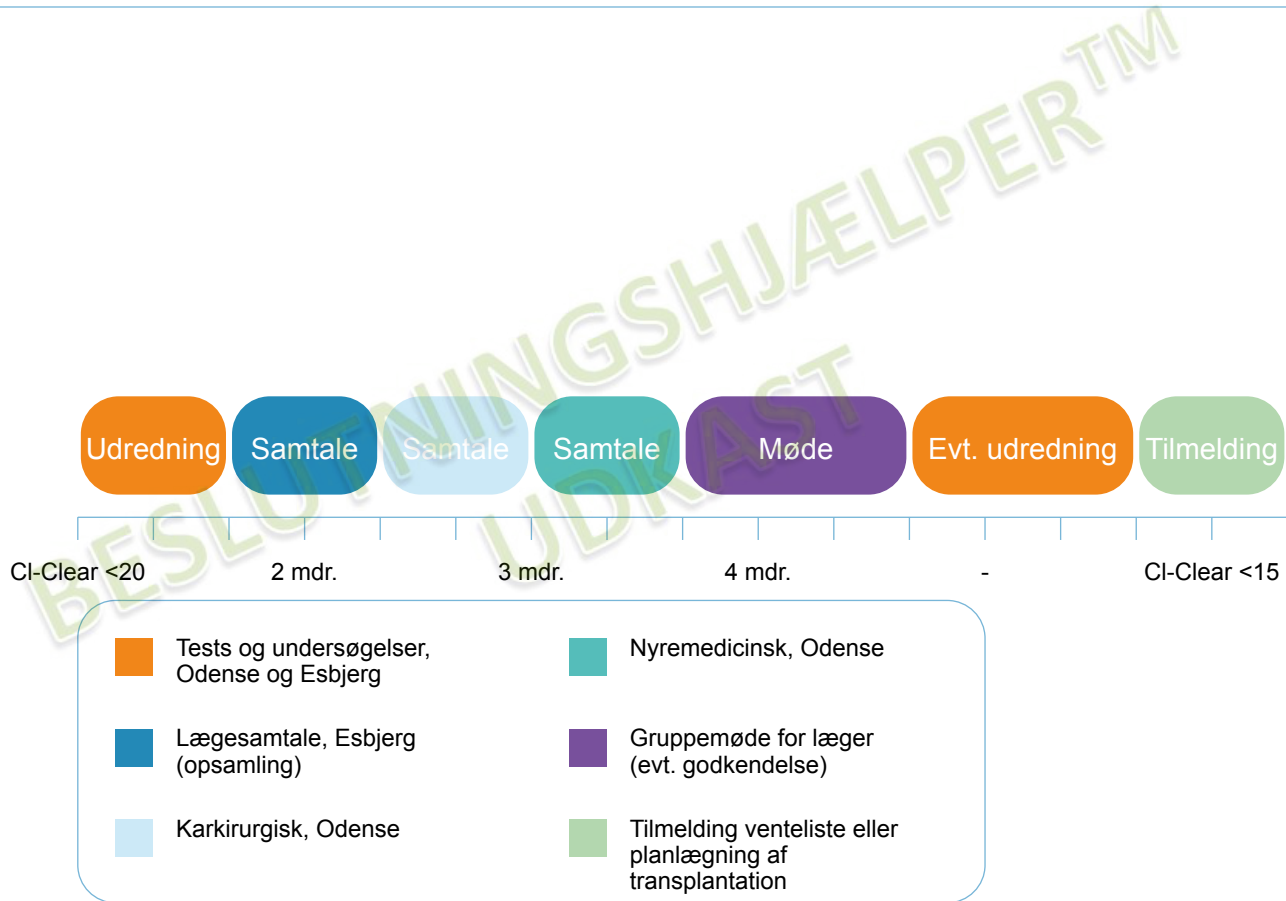 BESLUTNINGSHJÆLPER™
UDKAST
Udredning
Samtale
Samtale
Samtale
Møde
Evt. udredning
Tilmelding
Cl-Clear <20
2 mdr.
3 mdr.
4 mdr.
-
Cl-Clear <15
Tests og undersøgelser,
Odense og Esbjerg
Lægesamtale, Esbjerg
(opsamling)
Karkirurgisk, Odense
Nyremedicinsk, Odense
Gruppemøde for læger
(evt. godkendelse)
Tilmelding venteliste eller
planlægning af
transplantation